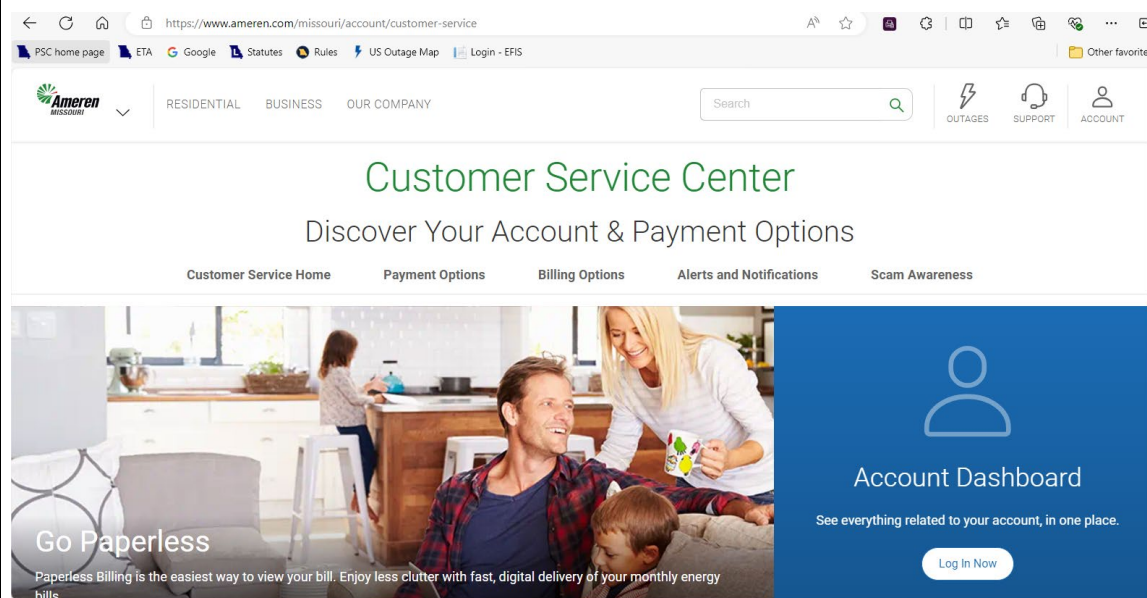 https://www.ameren.com/missouri/account/customer-service
PSC home page ETA Google Statutes Rules US Outage Map Login - EFIS Other favorite
Ameren
MISSOURI
RESIDENTIAL BUSINESS OUR COMPANY Search OUTAGES SUPPORT ACCOUNT
Customer Service Center
Discover Your Account & Payment Options
Customer Service Home Payment Options Billing Options Alerts and Notifications Scam Awareness
Go Paperless
Paperless Billing is the easiest way to view your bill. Enjoy less clutter with fast, digital delivery of your monthly energy
bills
Account Dashboard
See everything related to your account, in one place.
Log In Now